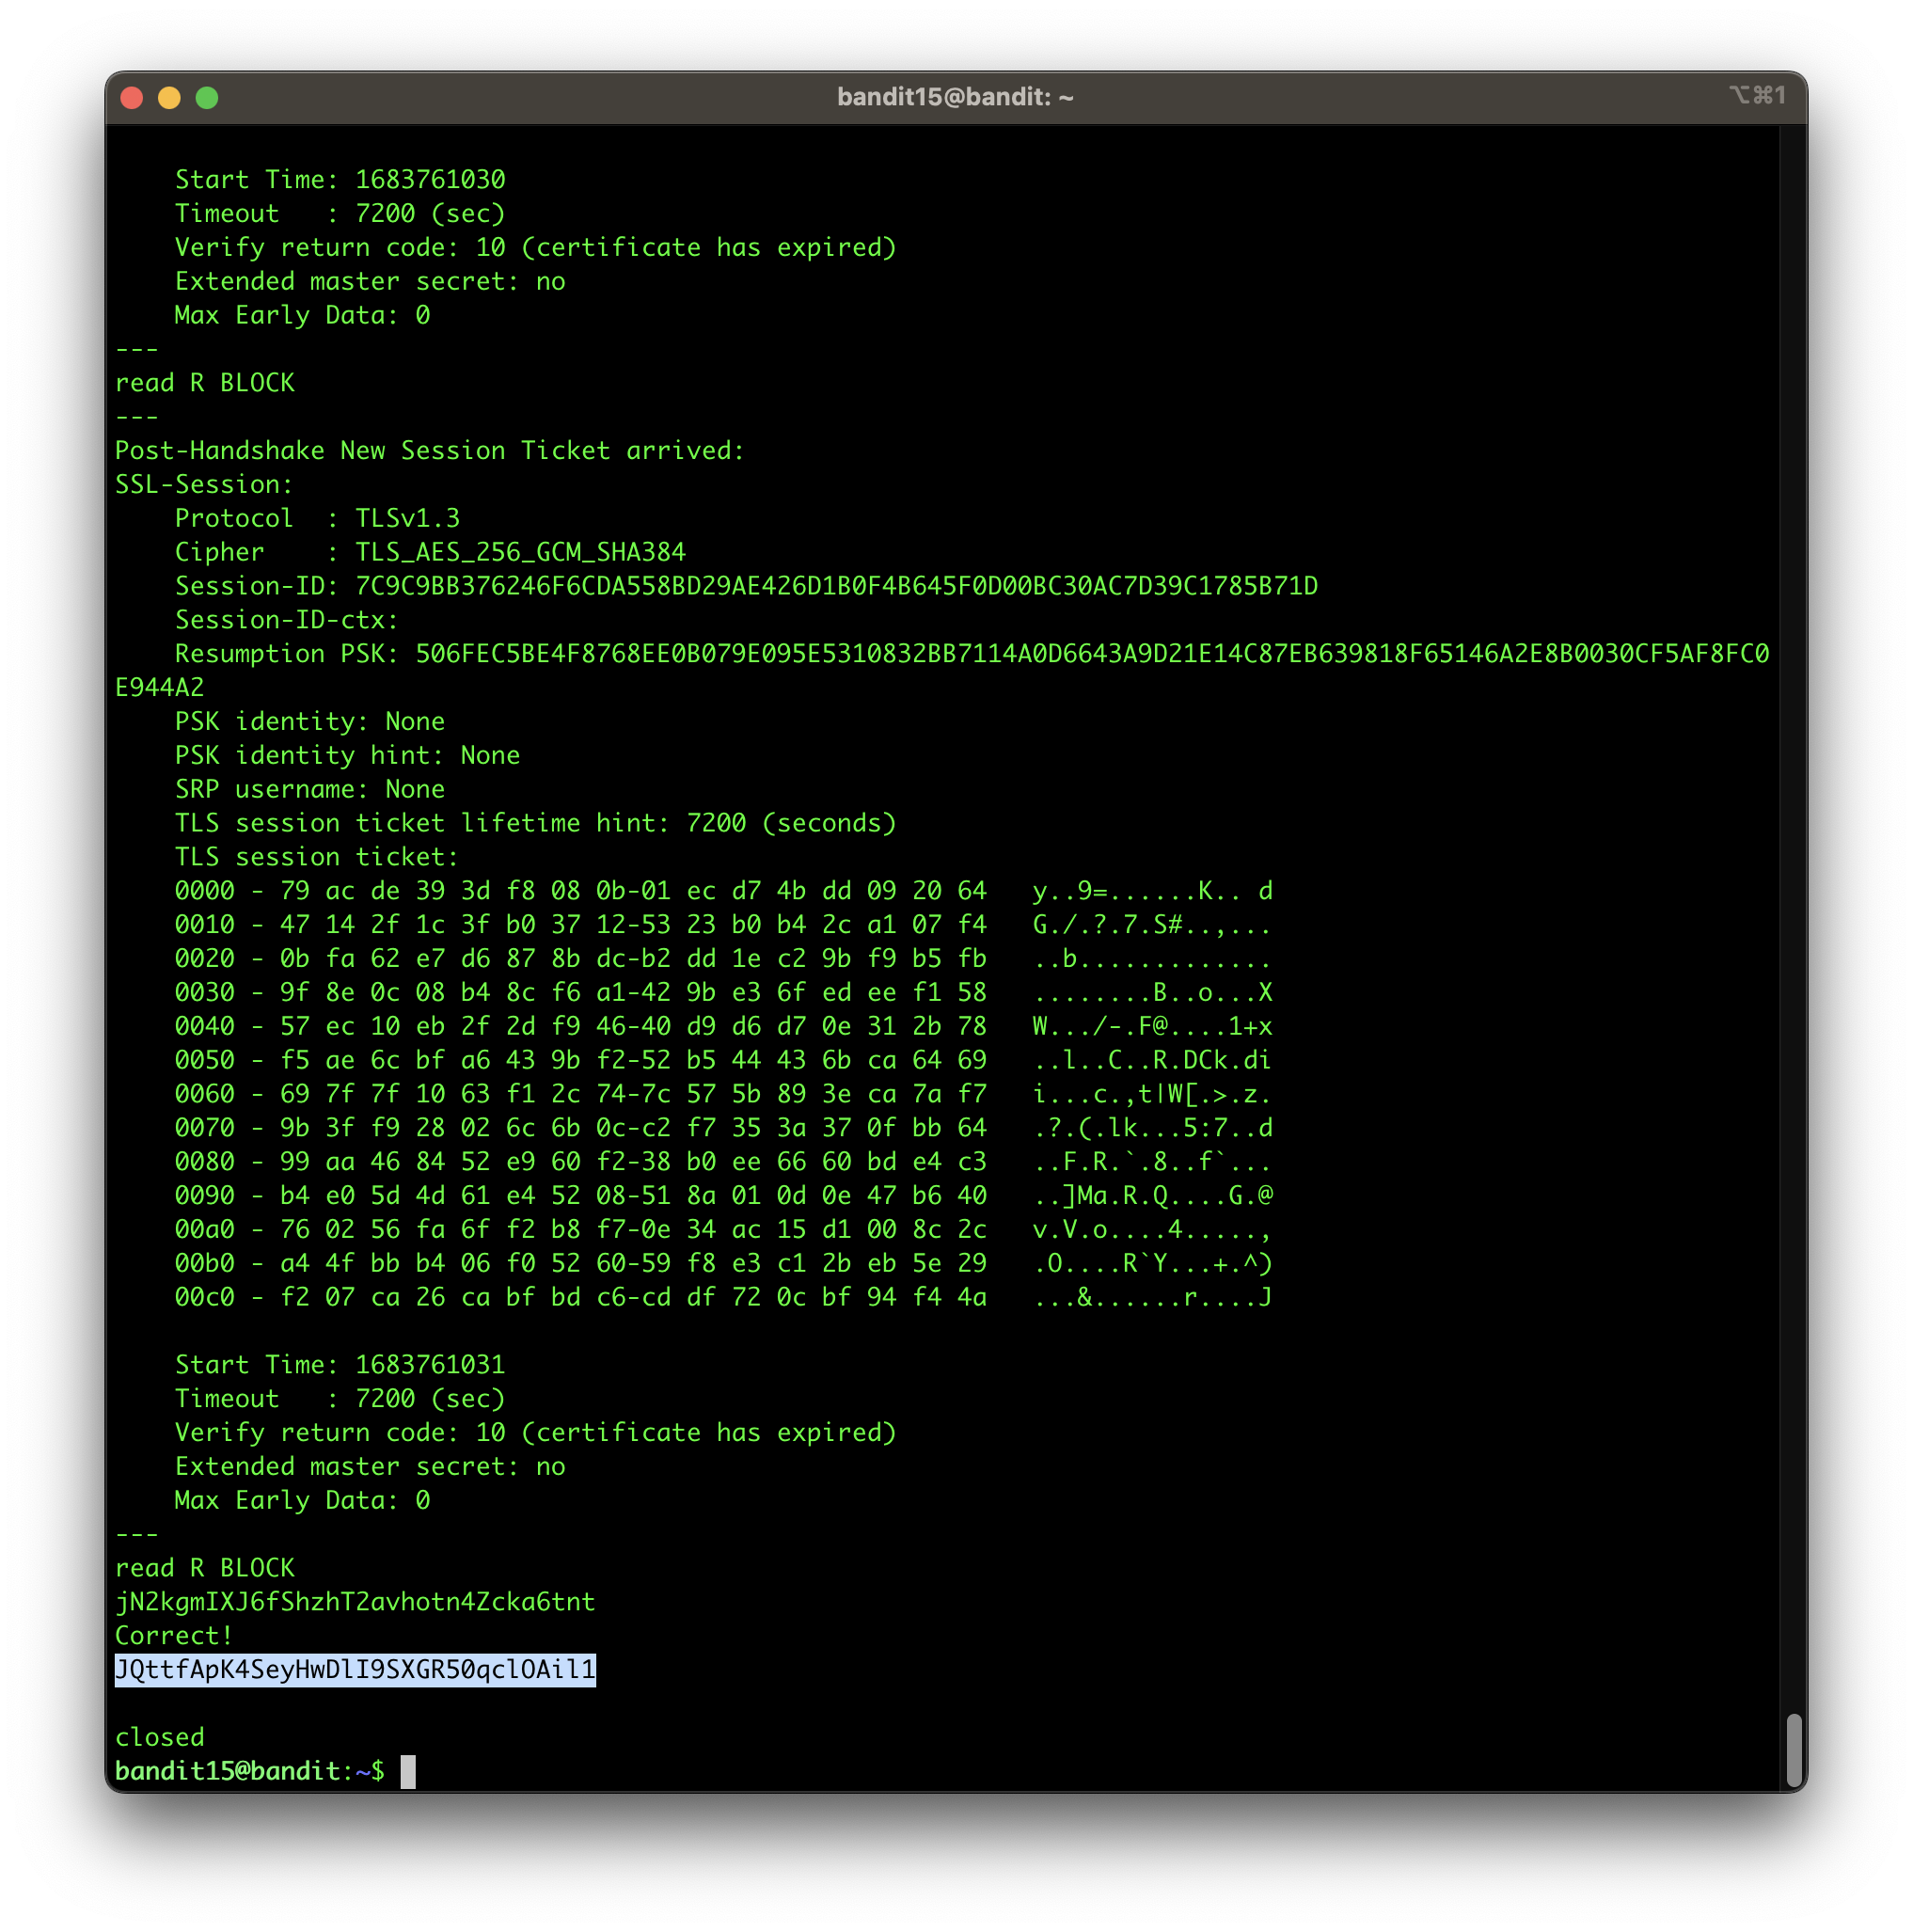 bandit15@bandit: ~
⌥⌘1
    Start Time: 1683761030
    Timeout   : 7200 (sec)
    Verify return code: 10 (certificate has expired)
    Extended master secret: no
    Max Early Data: 0
---
read R BLOCK
---
Post-Handshake New Session Ticket arrived:
SSL-Session:
    Protocol  : TLSv1.3
    Cipher    : TLS_AES_256_GCM_SHA384
    Session-ID: 7C9C9BB376246F6CDA558BD29AE426D1B0F4B645F0D00BC30AC7D39C1785B71D
    Session-ID-ctx:
    Resumption PSK: 506FEC5BE4F8768EE0B079E095E5310832BB7114A0D6643A9D21E14C87EB639818F65146A2E8B0030CF5AF8FC0
E944A2
    PSK identity: None
    PSK identity hint: None
    SRP username: None
    TLS session ticket lifetime hint: 7200 (seconds)
    TLS session ticket:
    0000 - 79 ac de 39 3d f8 08 0b-01 ec d7 4b dd 09 20 64   y..9=......K.. d
    0010 - 47 14 2f 1c 3f b0 37 12-53 23 b0 b4 2c a1 07 f4   G./.?.7.S#..,...
    0020 - 0b fa 62 e7 d6 87 8b dc-b2 dd 1e c2 9b f9 b5 fb   ..b.............
    0030 - 9f 8e 0c 08 b4 8c f6 a1-42 9b e3 6f ed ee f1 58   ........B..o...X
    0040 - 57 ec 10 eb 2f 2d f9 46-40 d9 d6 d7 0e 31 2b 78   W.../-.F@....1+x
    0050 - f5 ae 6c bf a6 43 9b f2-52 b5 44 43 6b ca 64 69   ..l..C..R.DCk.di
    0060 - 69 7f 7f 10 63 f1 2c 74-7c 57 5b 89 3e ca 7a f7   i...c.,t|W[.>.z.
    0070 - 9b 3f f9 28 02 6c 6b 0c-c2 f7 35 3a 37 0f bb 64   .?.(.lk...5:7..d
    0080 - 99 aa 46 84 52 e9 60 f2-38 b0 ee 66 60 bd e4 c3   ..F.R.`.8..f`...
    0090 - b4 e0 5d 4d 61 e4 52 08-51 8a 01 0d 0e 47 b6 40   ..]Ma.R.Q....G.@
    00a0 - 76 02 56 fa 6f f2 b8 f7-0e 34 ac 15 d1 00 8c 2c   v.V.o....4.....,
    00b0 - a4 4f bb b4 06 f0 52 60-59 f8 e3 c1 2b eb 5e 29   .O....R`Y...+.^)
    00c0 - f2 07 ca 26 ca bf bd c6-cd df 72 0c bf 94 f4 4a   ...&......r....J
    Start Time: 1683761031
    Timeout   : 7200 (sec)
    Verify return code: 10 (certificate has expired)
    Extended master secret: no
    Max Early Data: 0
---
read R BLOCK
jN2kgmIXJ6fShzhT2avhotn4Zcka6tnt
Correct!
JQttfApK4SeyHwDlI9SXGR50qclOAil1
closed
bandit15@bandit:~$